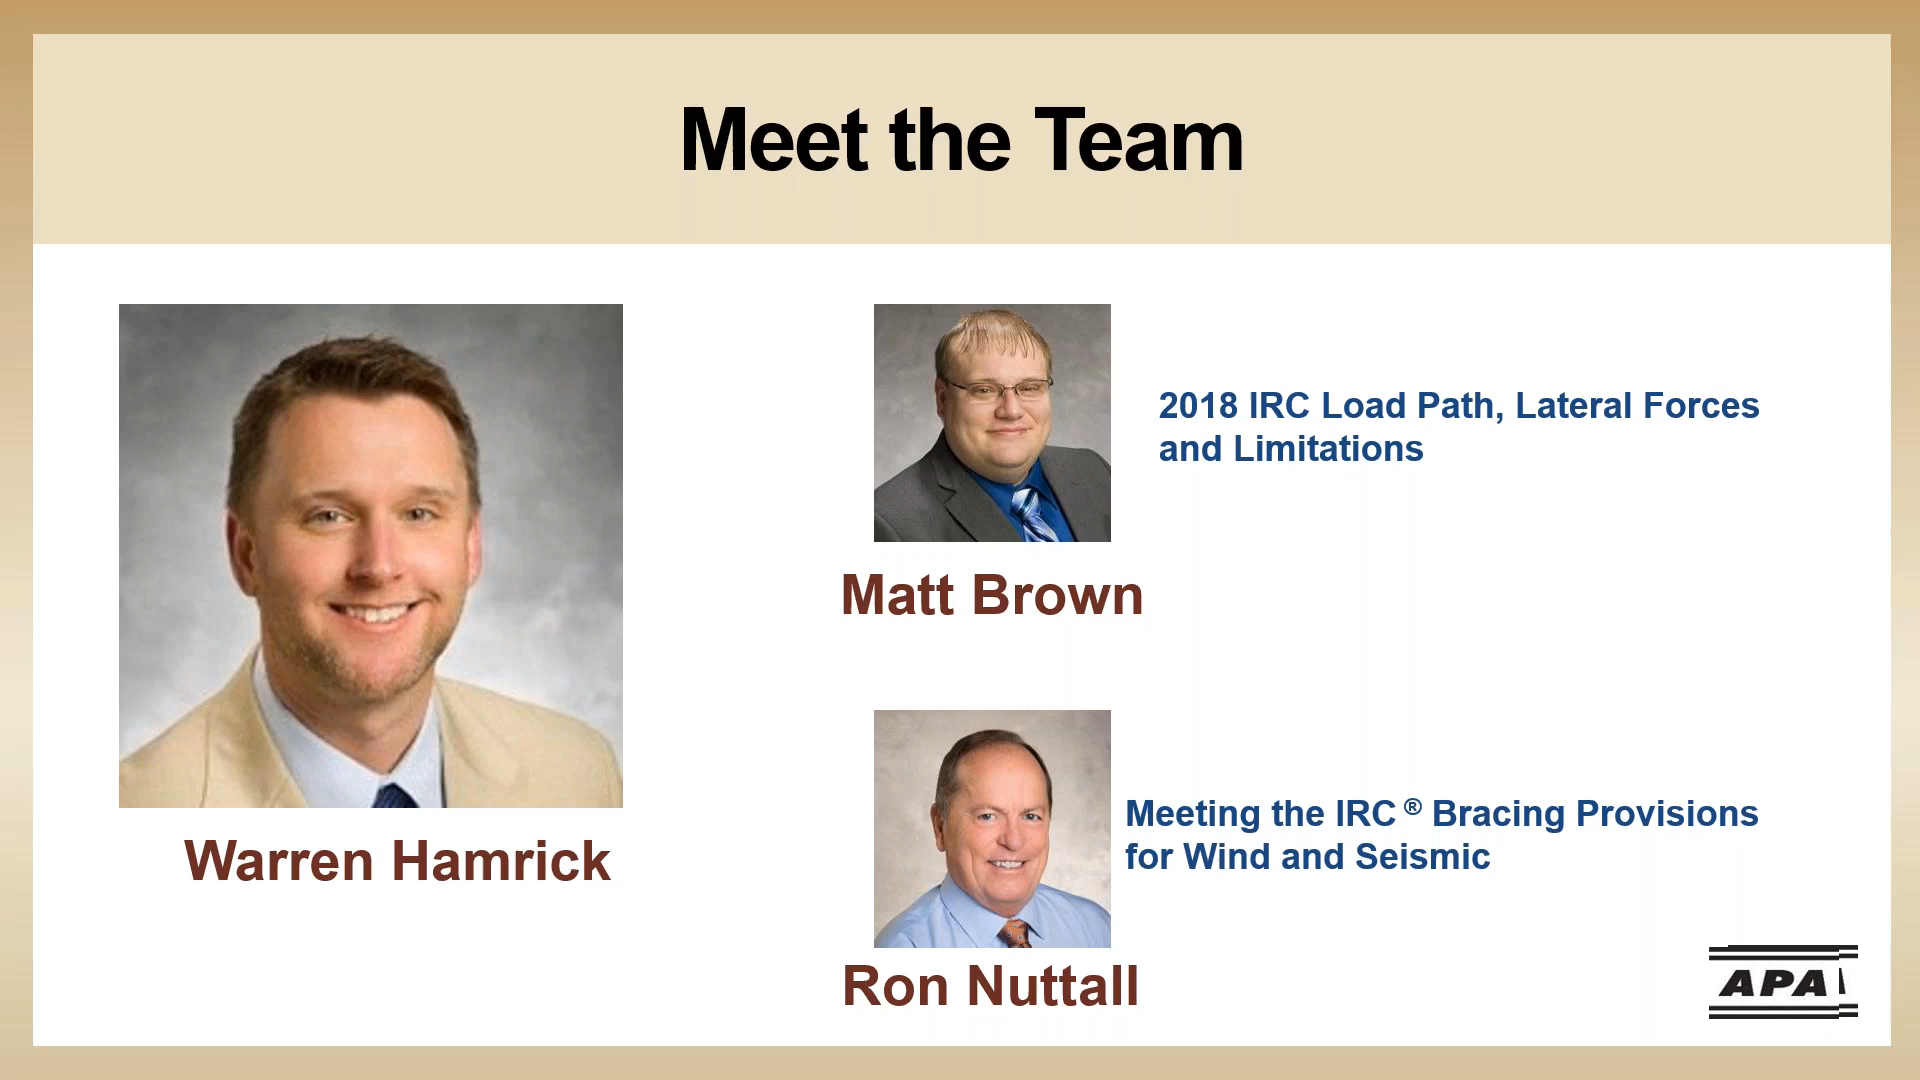 Meet the Team
Warren Hamrick
2018 IRC Load Path, Lateral Forces
and Limitations
Matt Brown
Meeting the IRC ® Bracing Provisions
for Wind and Seismic
Ron Nuttall
APA